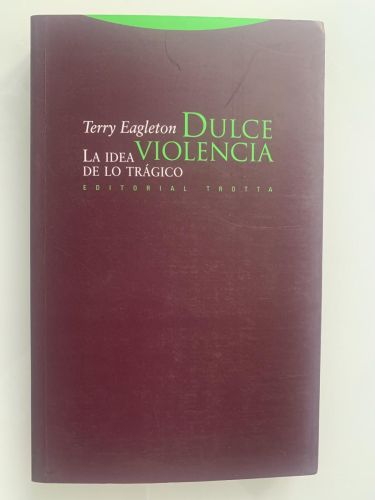 Terry Eagleton DULCE
LA IDEA VIOLENCIA
DE LO TRÁGICO
EDITORIAL TROTTA